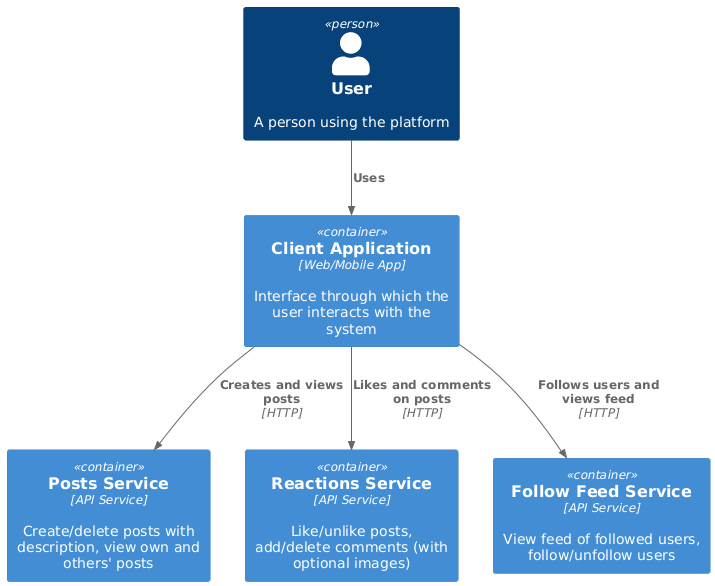 «person»
User
A person using the platform
Uses
«container»
Client Application
[Web/Mobile App]
Interface through which the
user interacts with the
system
Creates and views
posts
[HTTP]
Likes and comments
on posts
[HTTP]
Follows users and
views feed
[HTTP]
«container»
Posts Service
[API Service]
Create/delete posts with
description, view own and
others' posts
«container»
Reactions Service
[API Service]
Like/unlike posts,
add/delete comments (with
optional images)
«container»
Follow Feed Service
[API Service]
View feed of followed users,
follow/unfollow users